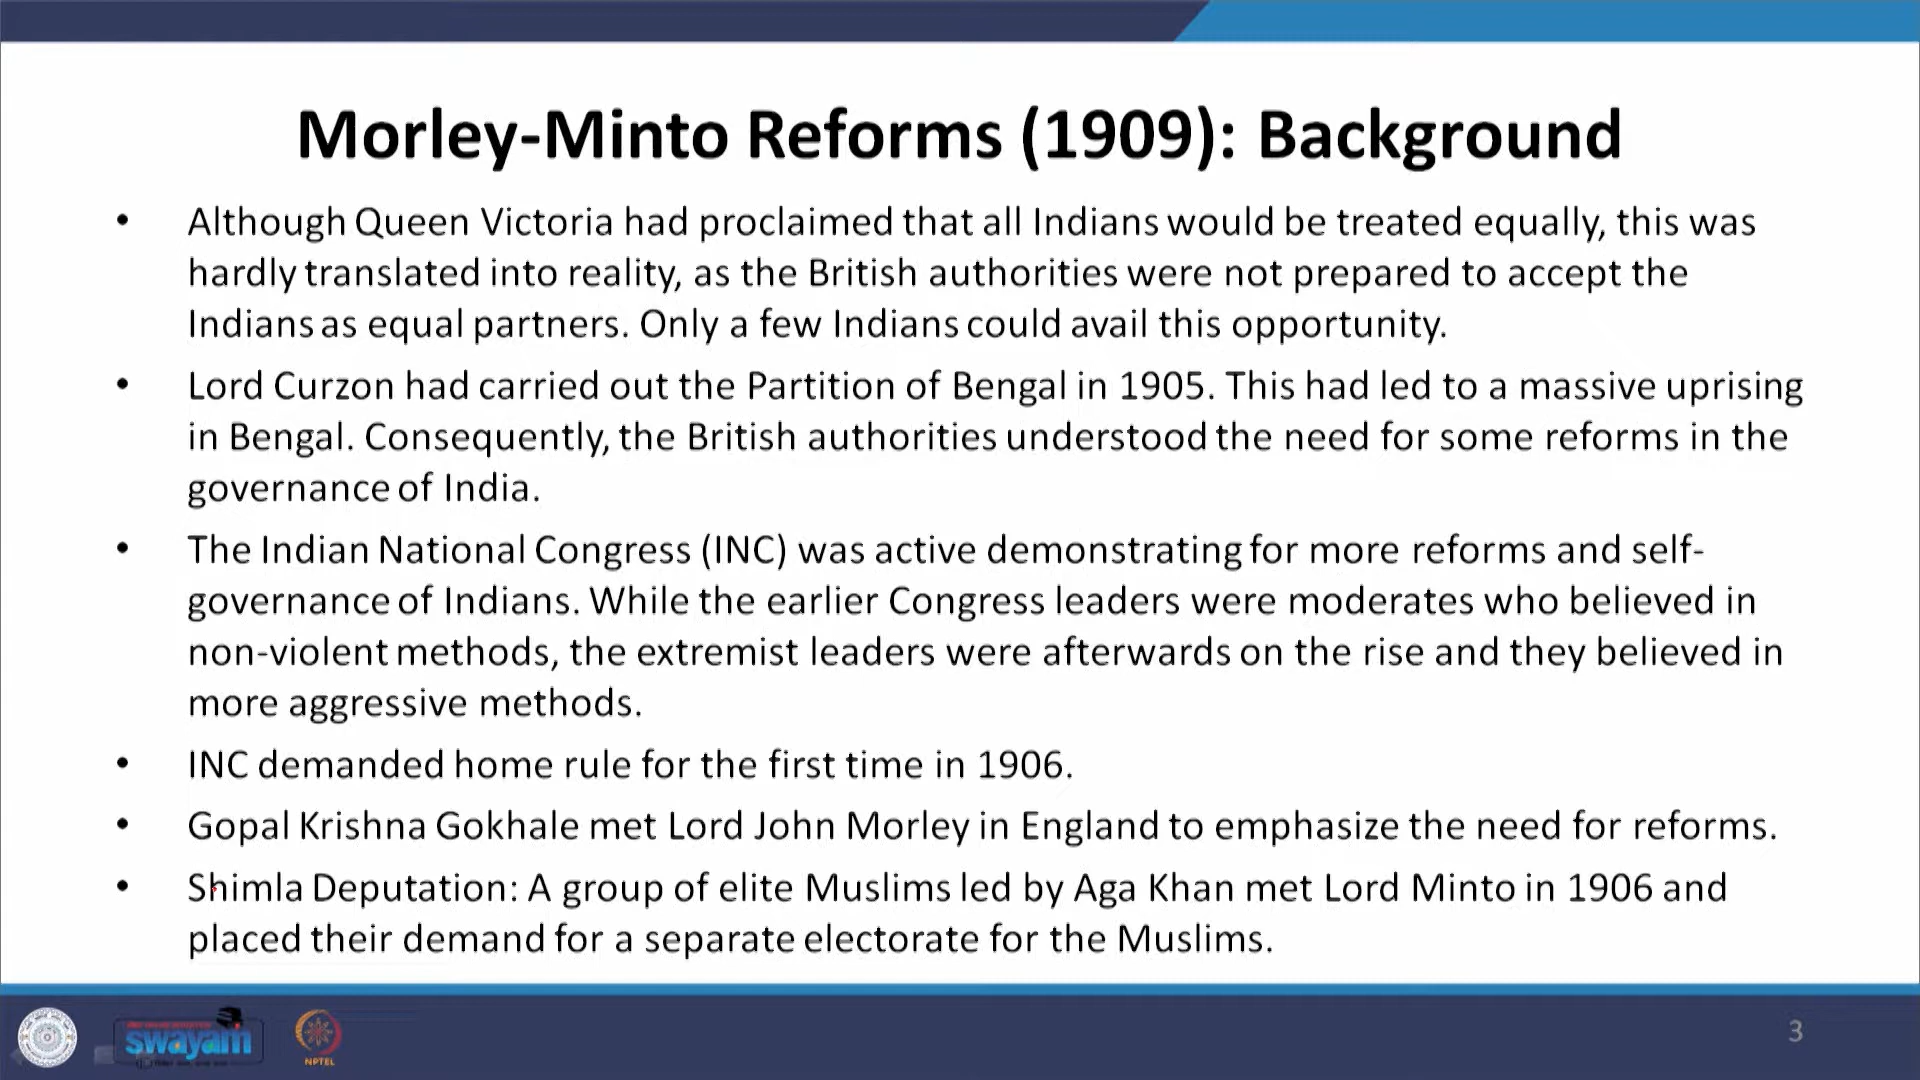 Morley-Minto Reforms (1909): Background
• Although Queen Victoria had proclaimed that all Indians would be treated equally, this was
hardly translated into reality, as the British authorities were not prepared to accept the
Indians as equal partners. Only a few Indians could avail this opportunity.
• Lord Curzon had carried out the Partition of Bengal in 1905. This had led to a massive uprising
in Bengal. Consequently, the British authorities understood the need for some reforms in the
governance of India.
• The Indian National Congress (INC) was active demonstrating for more reforms and self-
governance of Indians. While the earlier Congress leaders were moderates who believed in
non-violent methods, the extremist leaders were afterwards on the rise and they believed in
more aggressive methods.
• INC demanded home rule for the first time in 1906.
• Gopal Krishna Gokhale met Lord John Morley in England to emphasize the need for reforms.
• Shimla Deputation: A group of elite Muslims led by Aga Khan met Lord Minto in 1906 and
placed their demand for a separate electorate for the Muslims.
swayam
NPTEL
3